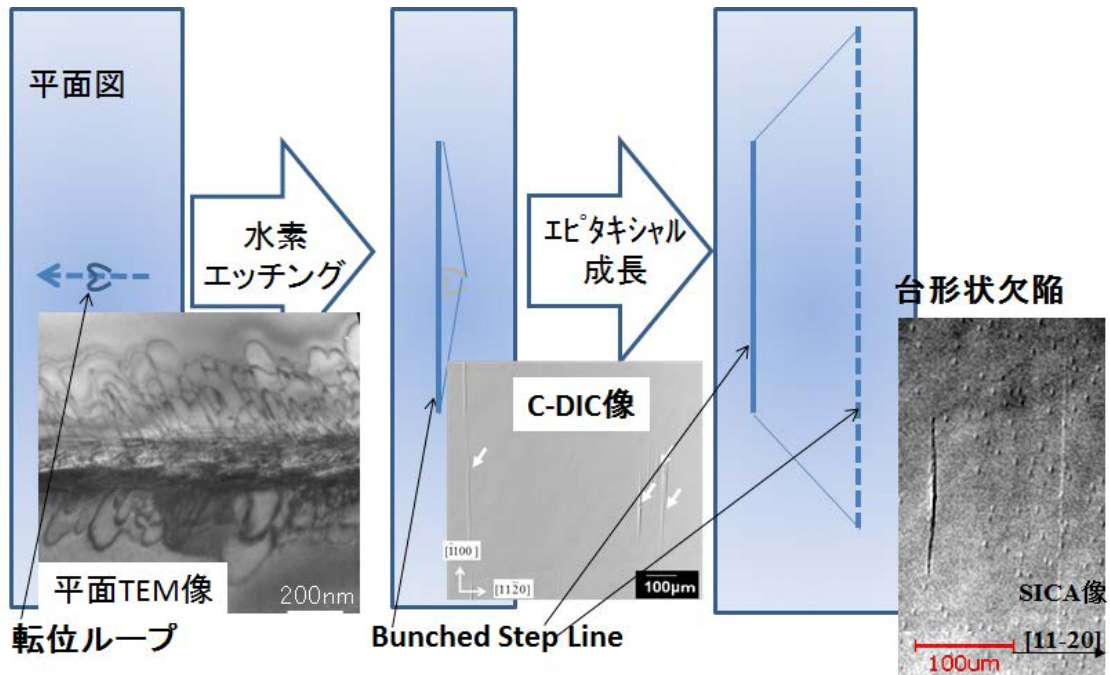 平面図
水素
エッチング
エピタキシャル
成長
台形状欠陥
C-DIC像
[1̄100]
[112̄0]
100µm
平面TEM像
200nm
転位ループ
Bunched Step Line
SICA像
[11-20]
100um